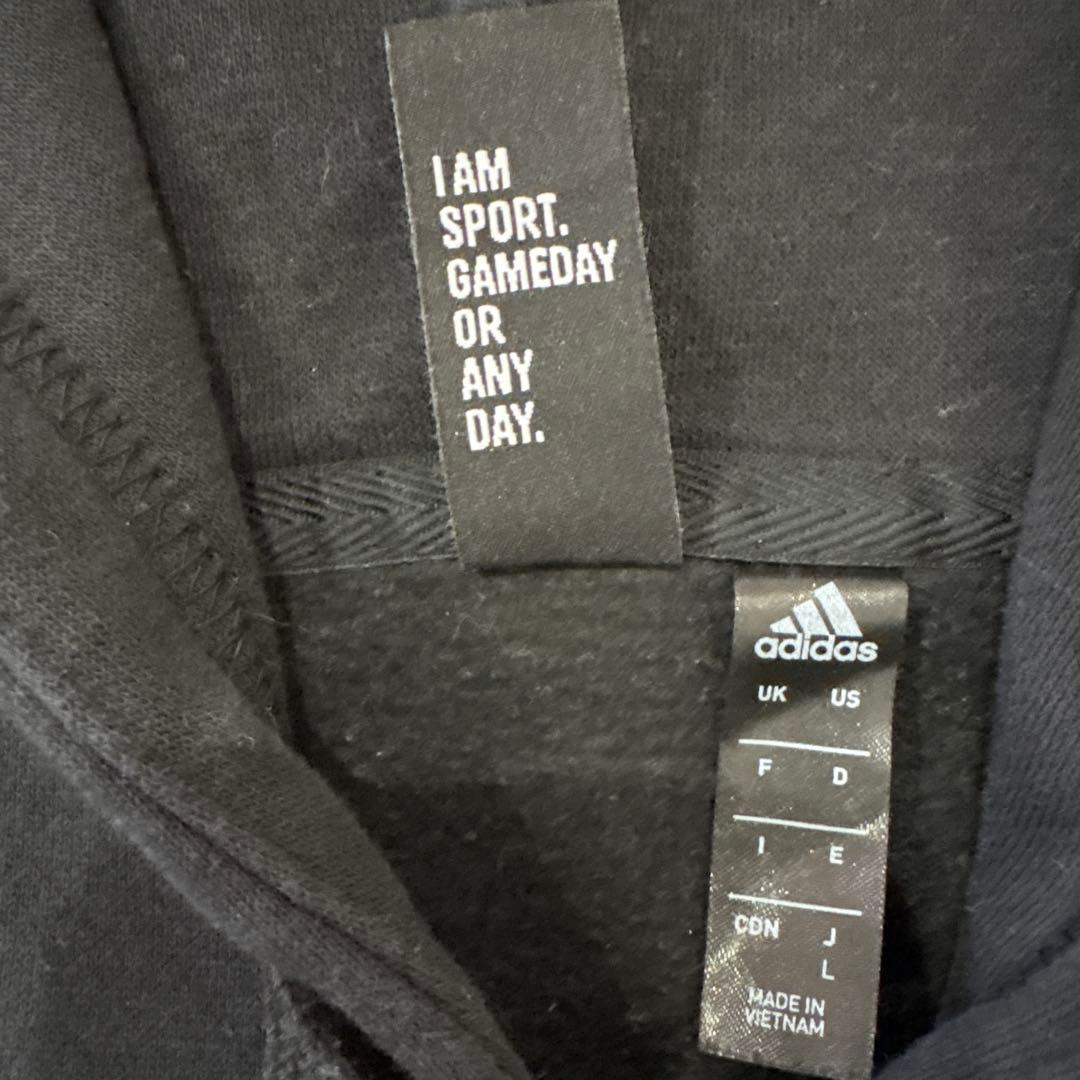 I AM
SPORT.
GAMEDAY
OR
ANY
DAY.
adidas
UK US
F D
I E
CDN J
L
MADE IN
VIETNAM